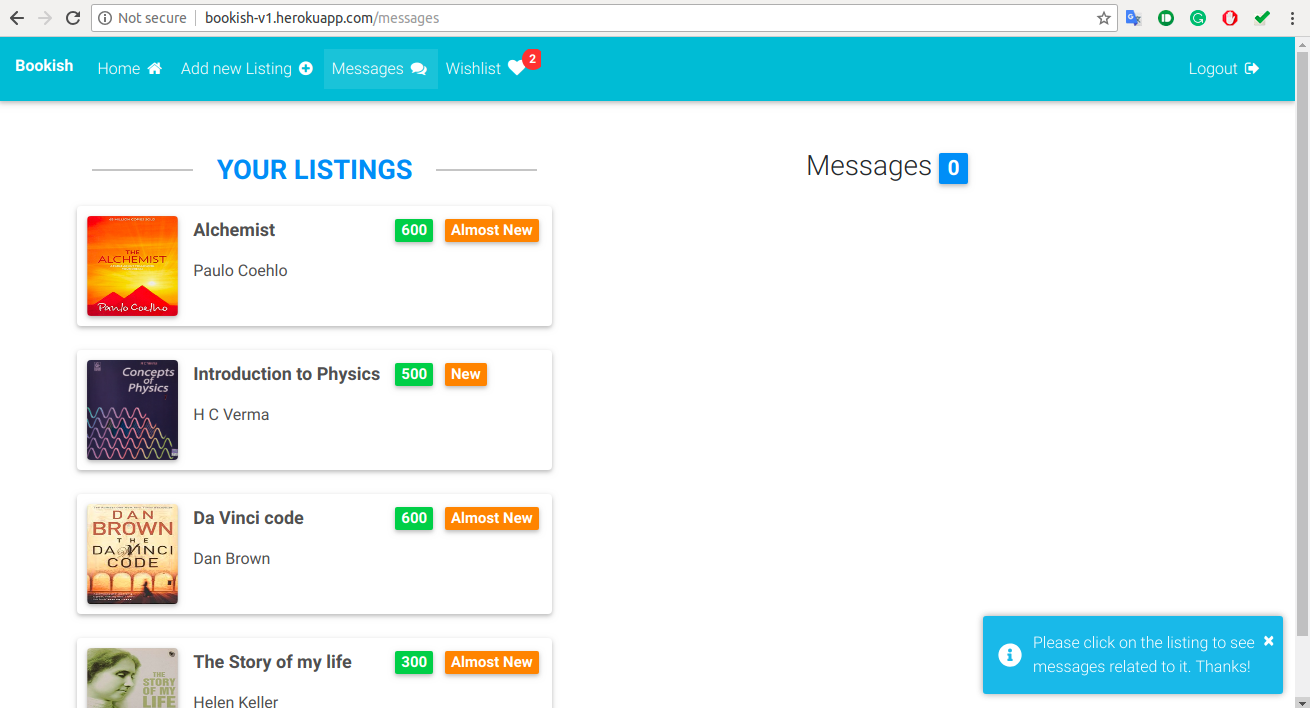 Not secure | bookish-v1.herokuapp.com/messages
Bookish Home Add new Listing Messages Wishlist 2 Logout
YOUR LISTINGS
Messages 0
Alchemist 600 Almost New
Paulo Coehlo
THE
ALCHEMIST
Paulo Coelho
Introduction to Physics 500 New
H C Verma
Concepts
of
Physics
Da Vinci code 600 Almost New
Dan Brown
DAN
BROWN
THE
DA VINCI
CODE
The Story of my life 300 Almost New
Helen Keller
THE
STORY
OF MY
LIFE
Please click on the listing to see
messages related to it. Thanks!